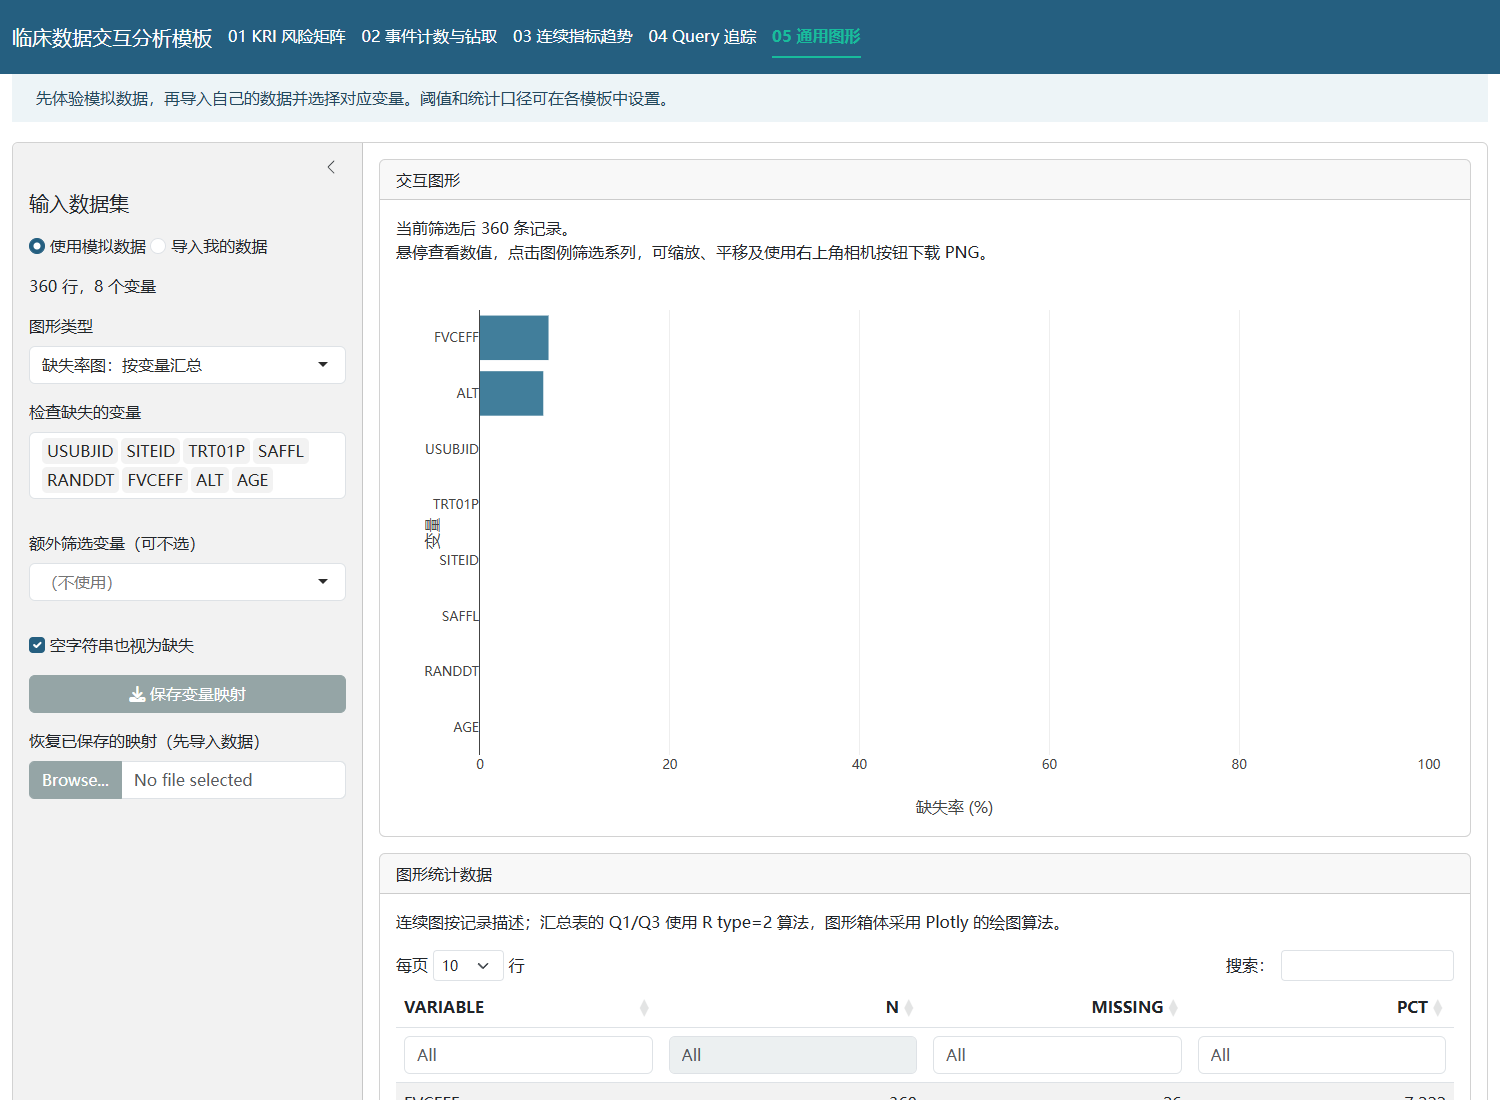 临床数据交互分析模板 01 KRI 风险矩阵 02 事件计数与钻取 03 连续指标趋势 04 Query 追踪 05 通用图形
先体验模拟数据，再导入自己的数据并选择对应变量。阈值和统计口径可在各模板中设置。
输入数据集
使用模拟数据 导入我的数据
360 行，8 个变量
图形类型
缺失率图：按变量汇总
检查缺失的变量
USUBJID SITEID TRT01P SAFFL
RANDDT FVCEFF ALT AGE
额外筛选变量（可不选）
（不使用）
空字符串也视为缺失
保存变量映射
恢复已保存的映射（先导入数据）
Browse... No file selected
交互图形
当前筛选后 360 条记录。
悬停查看数值，点击图例筛选系列，可缩放、平移及使用右上角相机按钮下载 PNG。
FVCEFF
ALT
USUBJID
TRT01P
变量
SITEID
SAFFL
RANDDT
AGE
0 20 40 60 80 100
缺失率 (%)
图形统计数据
连续图按记录描述；汇总表的 Q1/Q3 使用 R type=2 算法，图形箱体采用 Plotly 的绘图算法。
每页 10 行 搜索：
VARIABLE N MISSING PCT
All All All All
FVCEFF 360 26 7.222